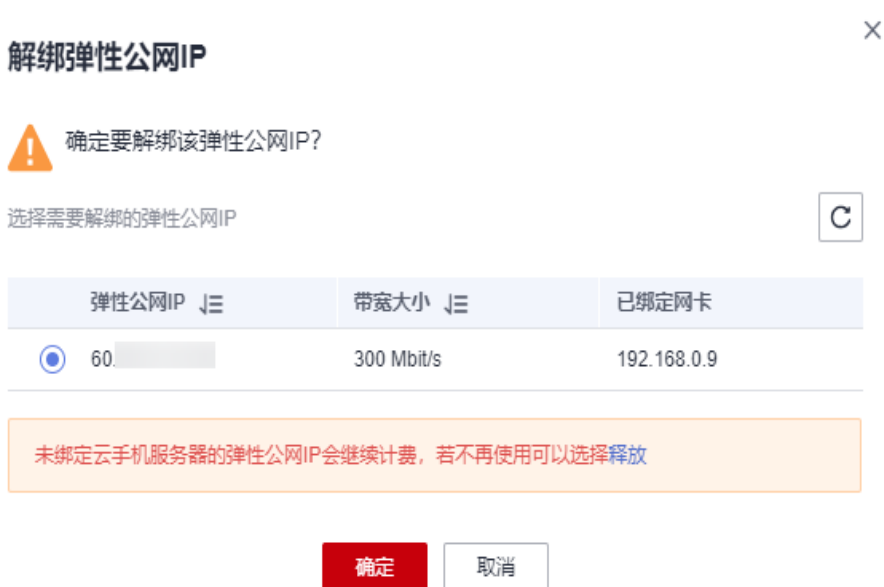 解绑弹性公网IP
确定要解绑该弹性公网IP?
选择需要解绑的弹性公网IP
弹性公网IP 带宽大小 已绑定网卡
60. 300 Mbit/s 192.168.0.9
未绑定云手机服务器的弹性公网IP会继续计费，若不再使用可以选择释放
确定 取消